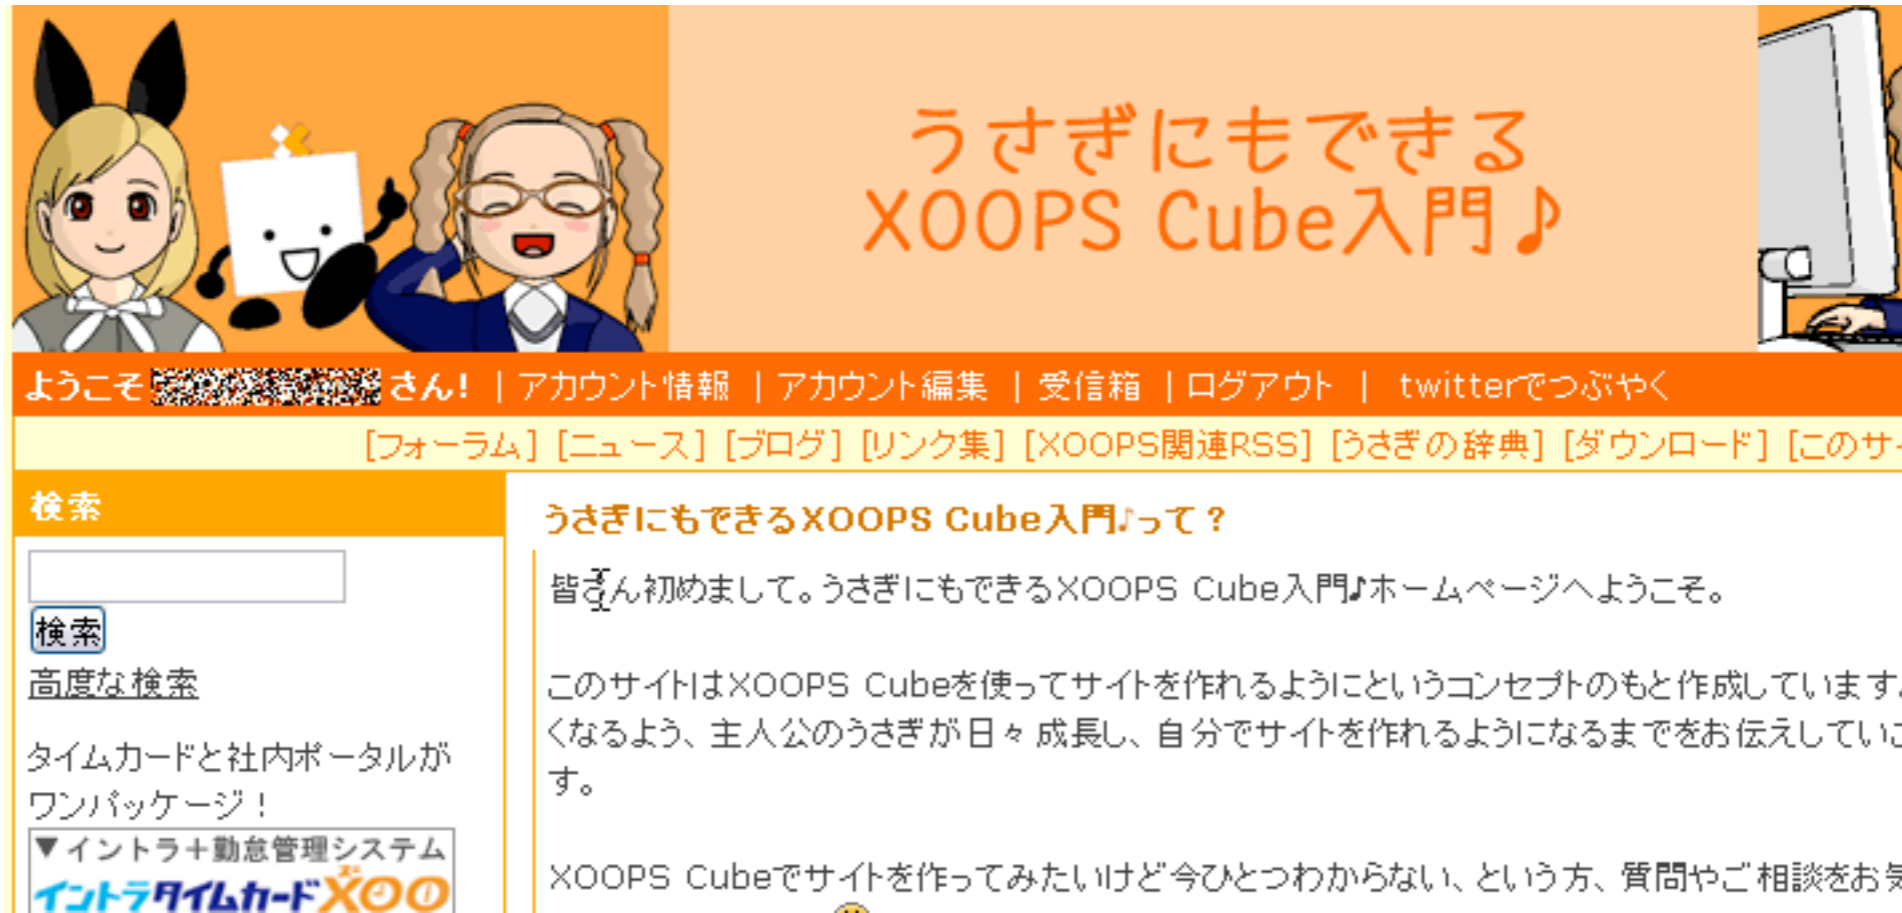 うさぎにもできる
XOOPS Cube入門♪
ようこそ さん! | アカウント情報 | アカウント編集 | 受信箱 | ログアウト | twitterでつぶやく
[フォーラム] [ニュース] [ブログ] [リンク集] [XOOPS関連RSS] [うさぎの辞典] [ダウンロード] [このサ
検索
検索
高度な検索
タイムカードと社内ポータルが
ワンパッケージ！
▼イントラ＋勤怠管理システム
イントラタイムカードXOO
うさぎにもできるXOOPS Cube入門♪って？
皆さん初めまして。うさぎにもできるXOOPS Cube入門♪ホームページへようこそ。
このサイトはXOOPS Cubeを使ってサイトを作れるようにというコンセプトのもと作成しています
くなるよう、主人公のうさぎが日々成長し、自分でサイトを作れるようになるまでをお伝えしてい
す。
XOOPS Cubeでサイトを作ってみたいけど今ひとつわからない、という方、質問やご相談をお